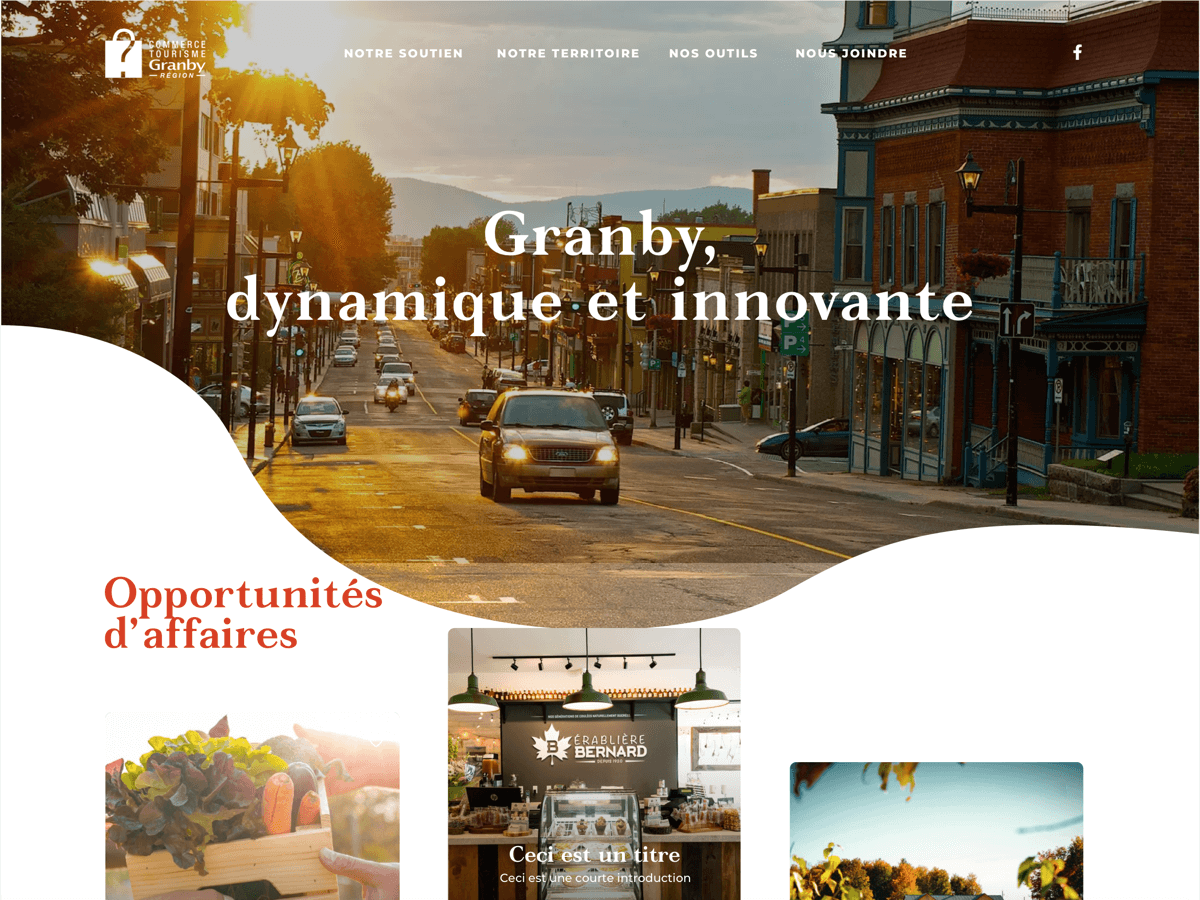 COMMERCE
TOURISME
Granby
RÉGION
NOTRE SOUTIEN
NOTRE TERRITOIRE
NOS OUTILS
NOUS JOINDRE
Granby,
dynamique et innovante
P
Opportunités
d'affaires
ÉRABLIÈRE
B
BERNARD
DEPUIS 1950
Ceci est un titre
Ceci est une courte introduction